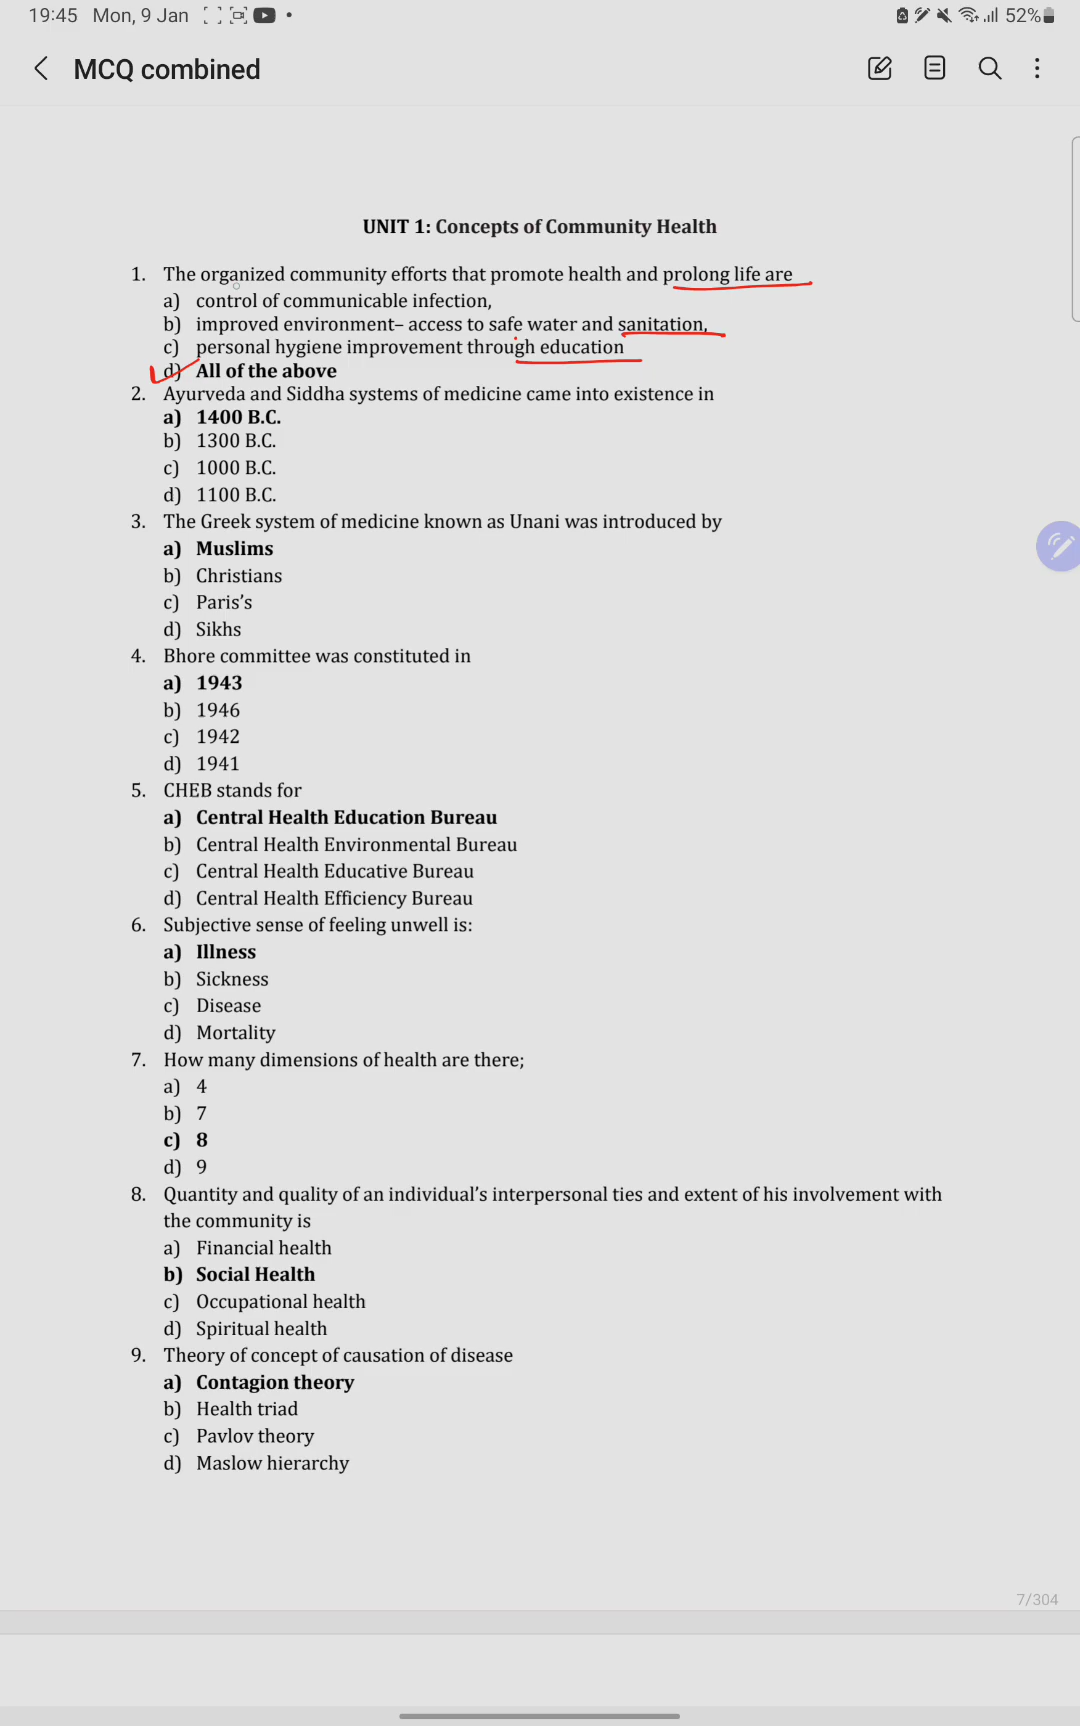 19:45 Mon, 9 Jan 52%
MCQ combined
UNIT 1: Concepts of Community Health
1. The organized community efforts that promote health and prolong life are
a) control of communicable infection,
b) improved environment– access to safe water and sanitation,
c) personal hygiene improvement through education
d) All of the above
2. Ayurveda and Siddha systems of medicine came into existence in
a) 1400 B.C.
b) 1300 B.C.
c) 1000 B.C.
d) 1100 B.C.
3. The Greek system of medicine known as Unani was introduced by
a) Muslims
b) Christians
c) Paris’s
d) Sikhs
4. Bhore committee was constituted in
a) 1943
b) 1946
c) 1942
d) 1941
5. CHEB stands for
a) Central Health Education Bureau
b) Central Health Environmental Bureau
c) Central Health Educative Bureau
d) Central Health Efficiency Bureau
6. Subjective sense of feeling unwell is:
a) Illness
b) Sickness
c) Disease
d) Mortality
7. How many dimensions of health are there;
a) 4
b) 7
c) 8
d) 9
8. Quantity and quality of an individual’s interpersonal ties and extent of his involvement with
the community is
a) Financial health
b) Social Health
c) Occupational health
d) Spiritual health
9. Theory of concept of causation of disease
a) Contagion theory
b) Health triad
c) Pavlov theory
d) Maslow hierarchy
7/304